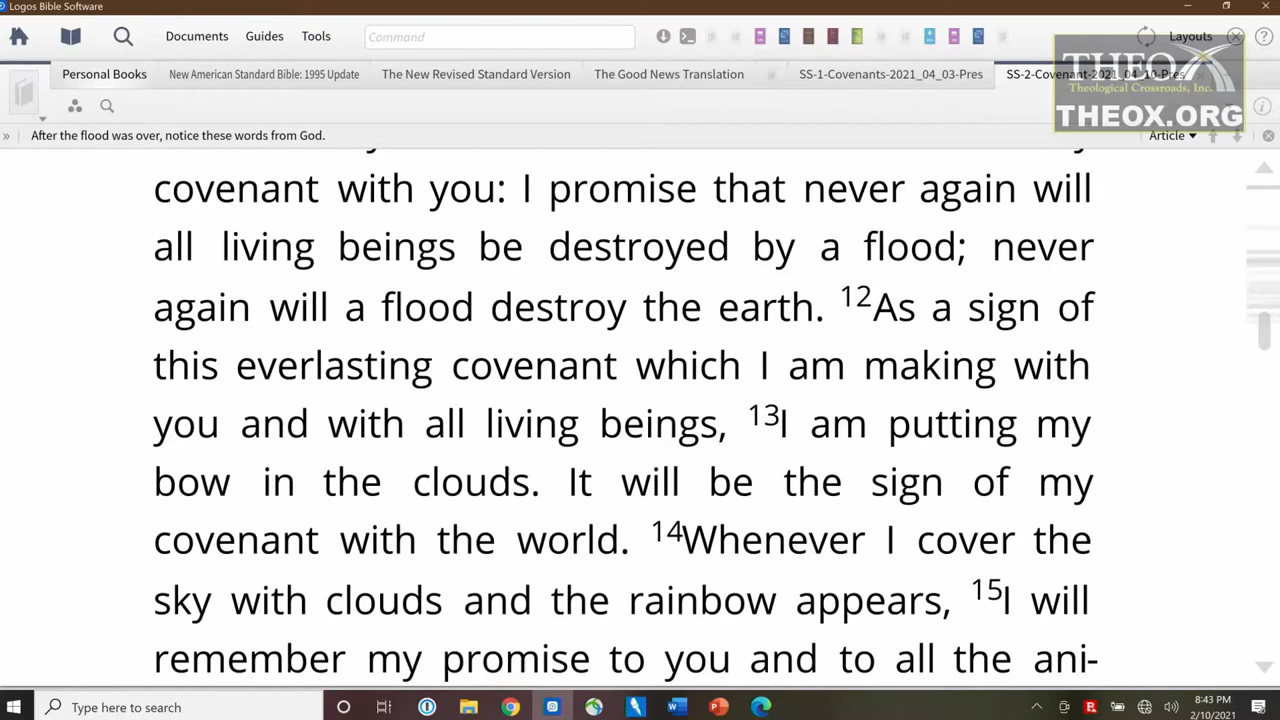 Logos Bible Software
Documents Guides Tools Command Layouts
Personal Books New American Standard Bible: 1995 Update The New Revised Standard Version The Good News Translation SS-1-Covenants-2021_04_03-Pres SS-2-Covenant-2021_04_10-Pres
THEOX
Theological Crossroads, Inc.
THEOX.ORG
» After the flood was over, notice these words from God. Article
covenant with you: I promise that never again will
all living beings be destroyed by a flood; never
again will a flood destroy the earth. 12As a sign of
this everlasting covenant which I am making with
you and with all living beings, 13I am putting my
bow in the clouds. It will be the sign of my
covenant with the world. 14Whenever I cover the
sky with clouds and the rainbow appears, 15I will
remember my promise to you and to all the ani-
Type here to search
8:43 PM
2/10/2021